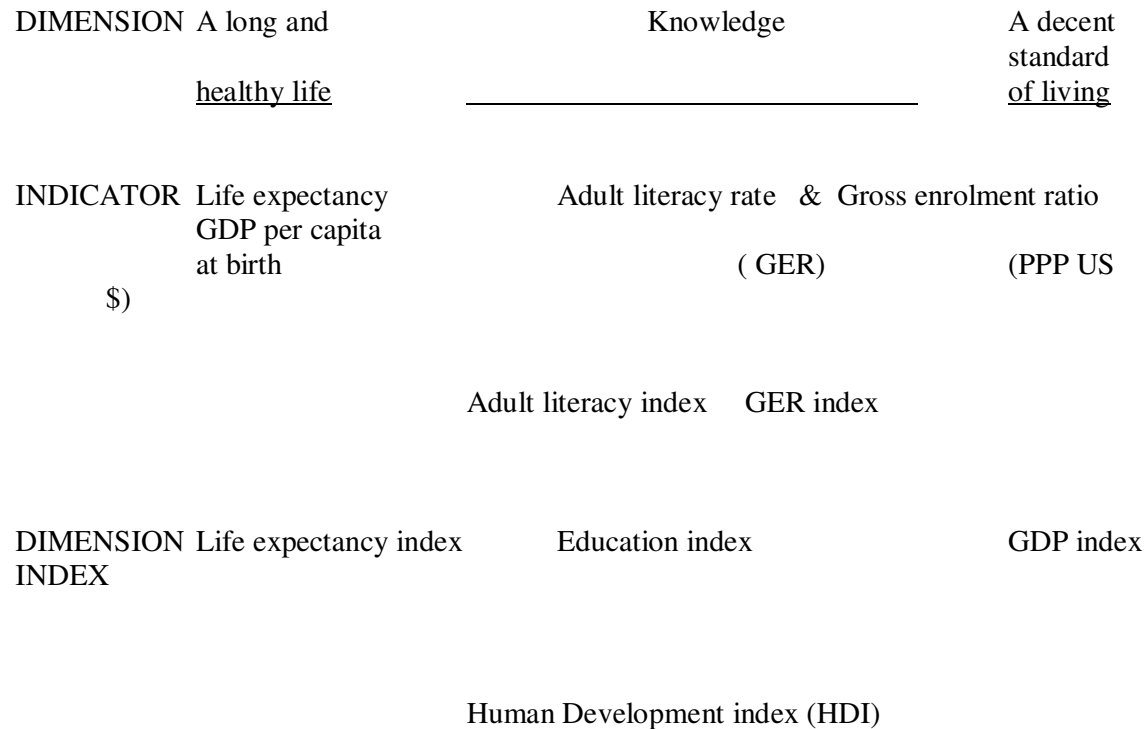 DIMENSION A long and Knowledge A decent
standard
healthy life of living
INDICATOR Life expectancy Adult literacy rate & Gross enrolment ratio
GDP per capita
at birth ( GER) (PPP US
$)
Adult literacy index GER index
DIMENSION Life expectancy index Education index GDP index
INDEX
Human Development index (HDI)